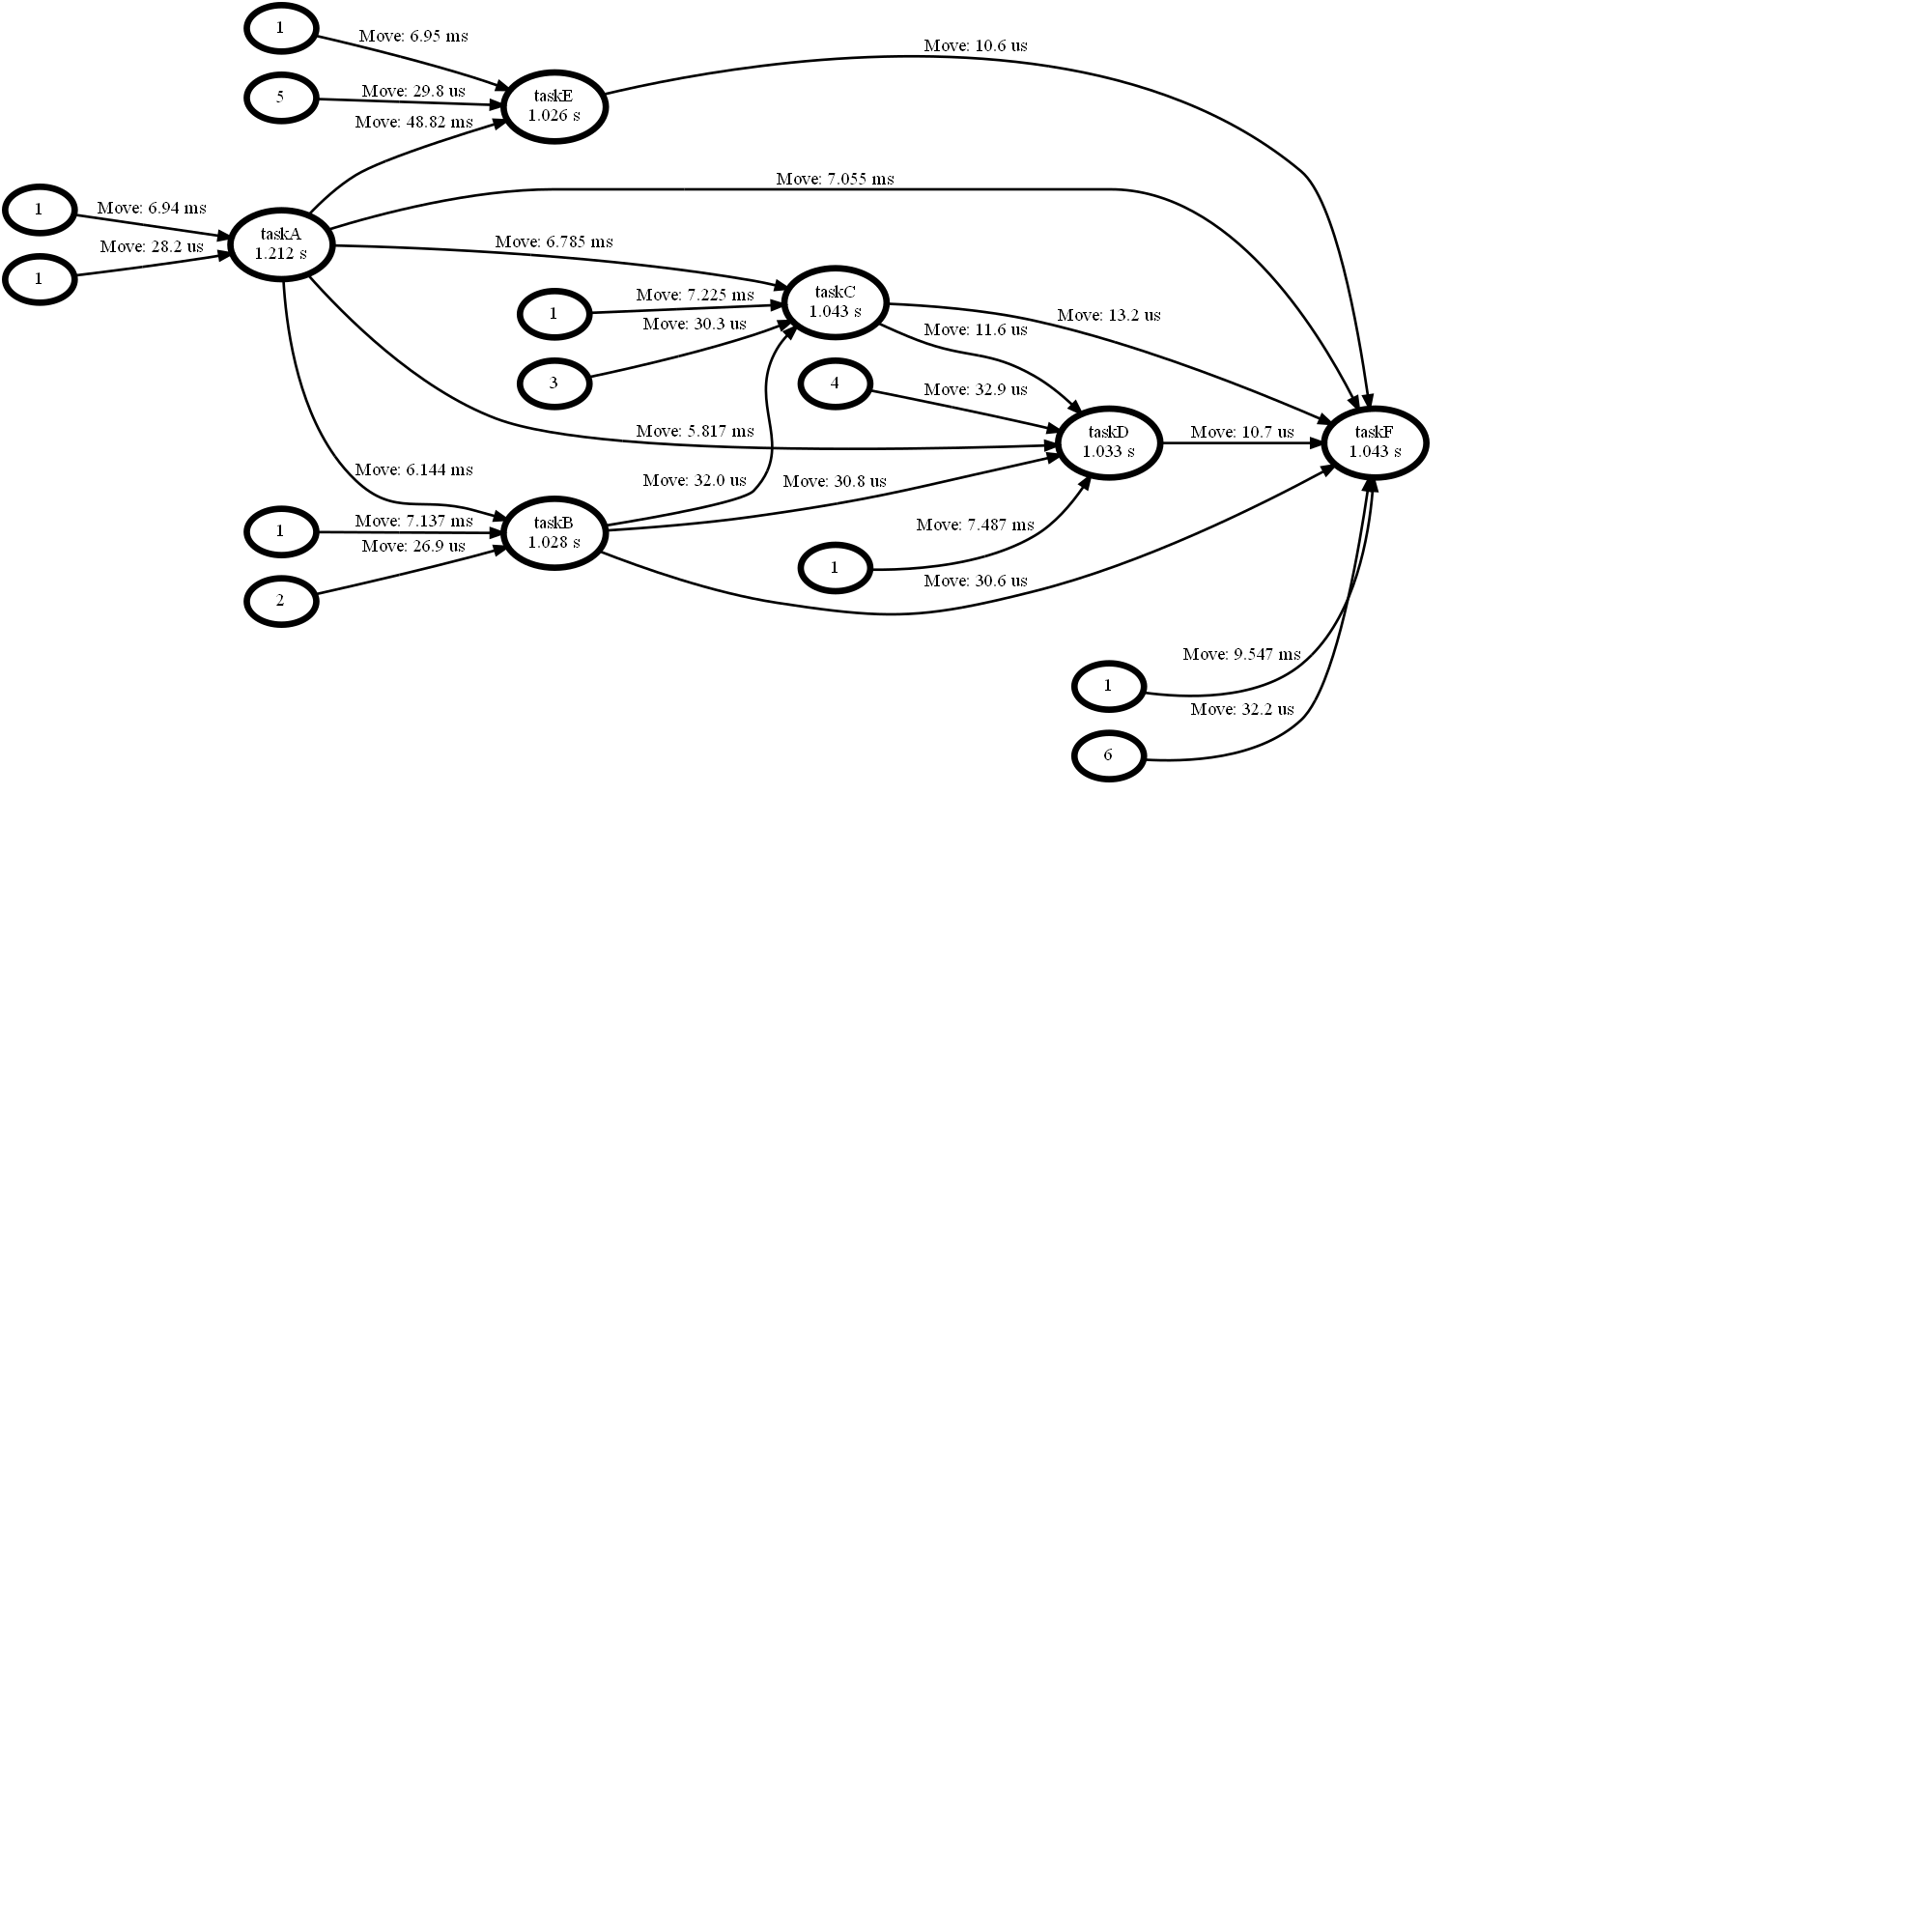 1
Move: 6.95 ms
Move: 10.6 us
5
Move: 29.8 us
taskE
1.026 s
Move: 48.82 ms
Move: 7.055 ms
1
Move: 6.94 ms
taskA
1.212 s
Move: 28.2 us
1
Move: 6.785 ms
1
Move: 7.225 ms
taskC
1.043 s
Move: 30.3 us
3
Move: 13.2 us
Move: 11.6 us
4
Move: 32.9 us
Move: 5.817 ms
taskD
1.033 s
Move: 10.7 us
taskF
1.043 s
Move: 6.144 ms
Move: 32.0 us
Move: 30.8 us
1
Move: 7.137 ms
Move: 26.9 us
taskB
1.028 s
Move: 7.487 ms
1
Move: 30.6 us
2
Move: 9.547 ms
1
Move: 32.2 us
6